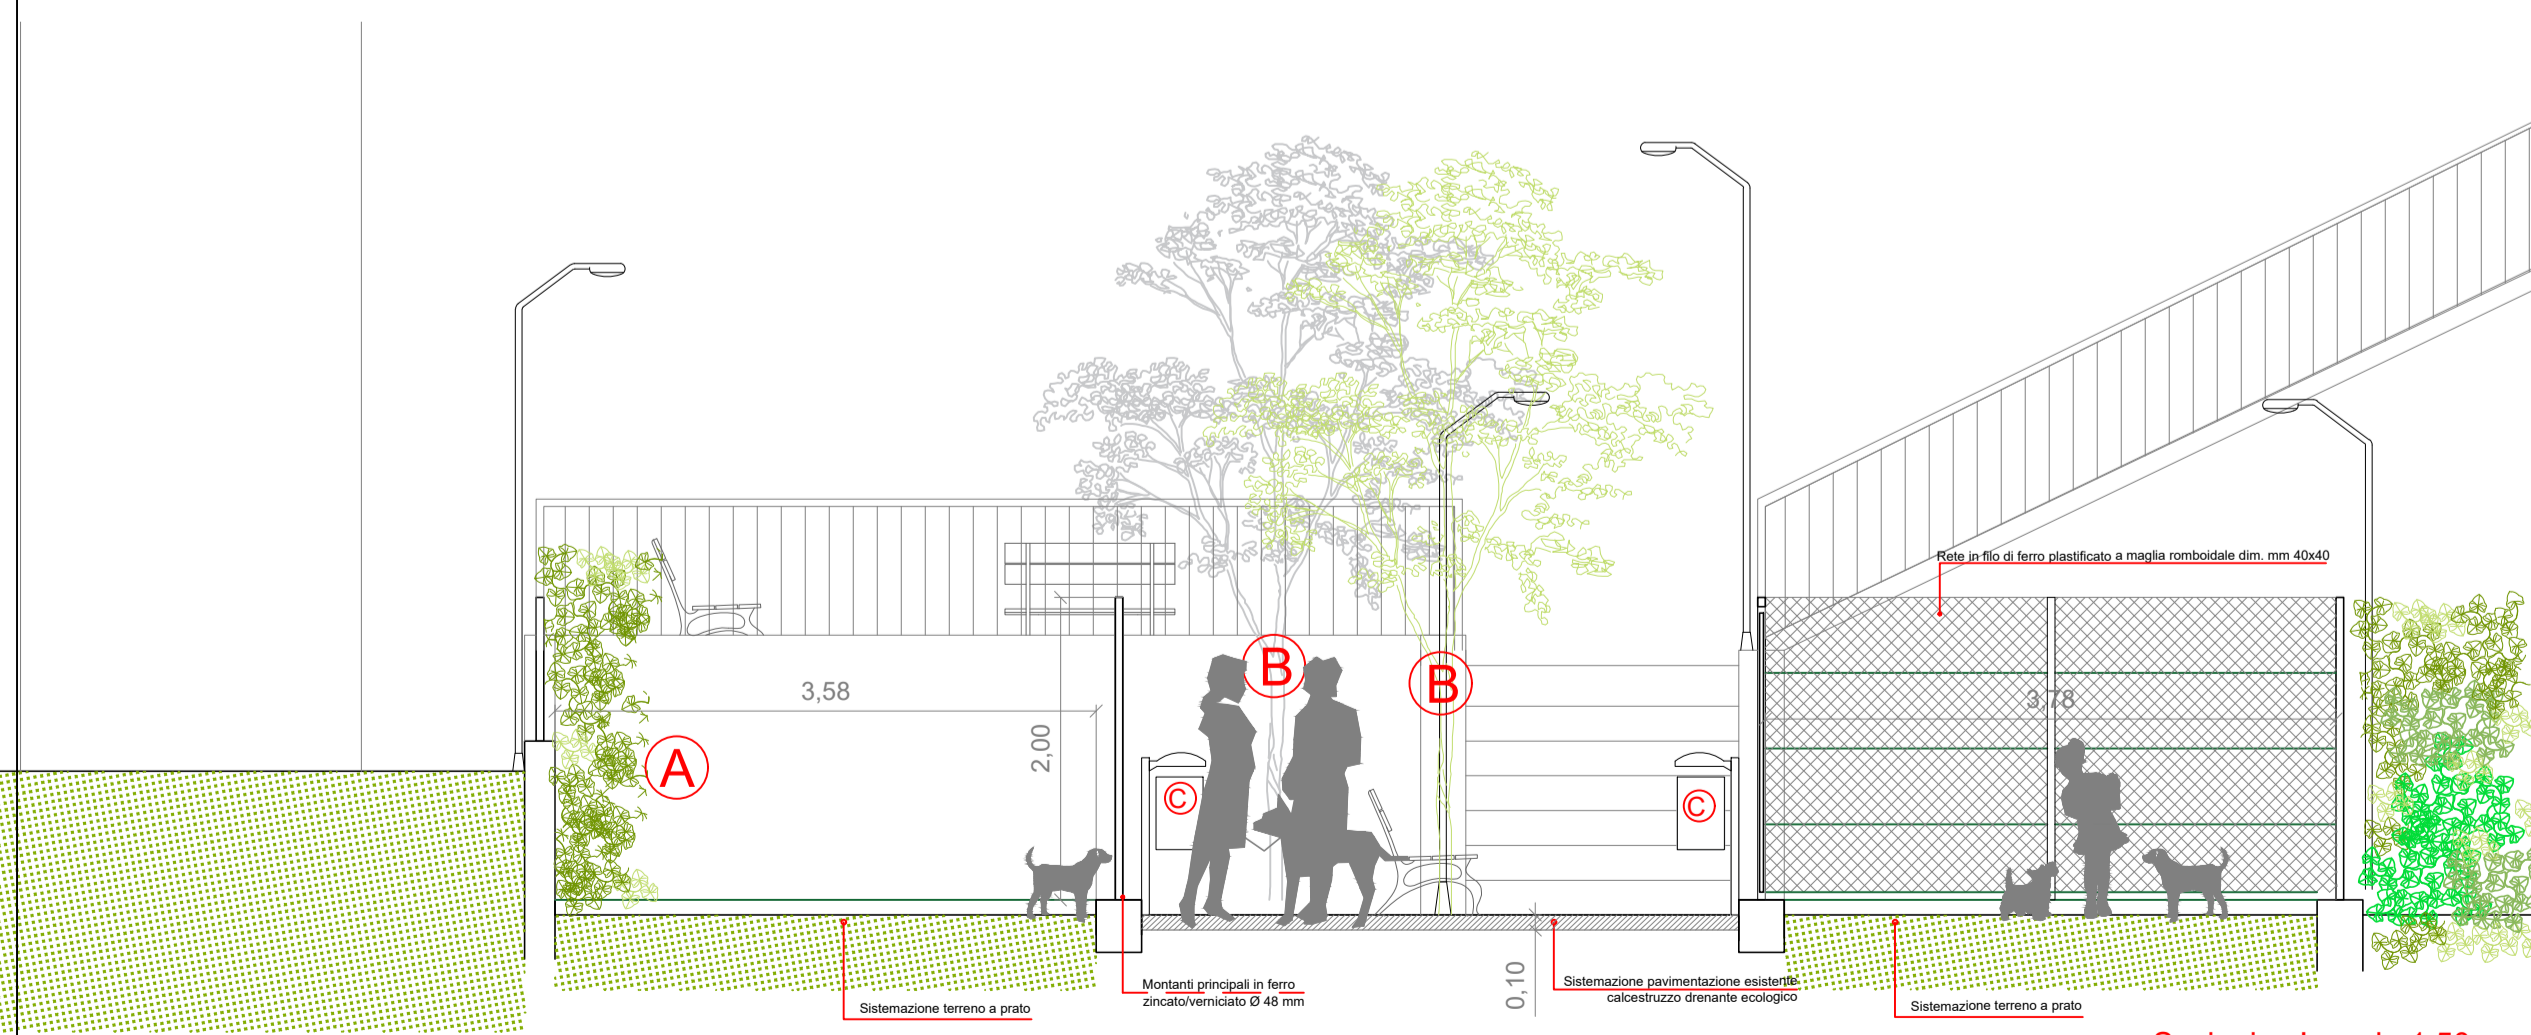 Rete in filo di ferro plastificato a maglia romboidale dim. mm 40x40
B
B
3,58
3,78
2,00
A
C
C
Montanti principali in ferro
zincato/verniciato Ø 48 mm
Sistemazione terreno a prato
0,10
Sistemazione pavimentazione esistente
calcestruzzo drenante ecologico
Sistemazione terreno a prato